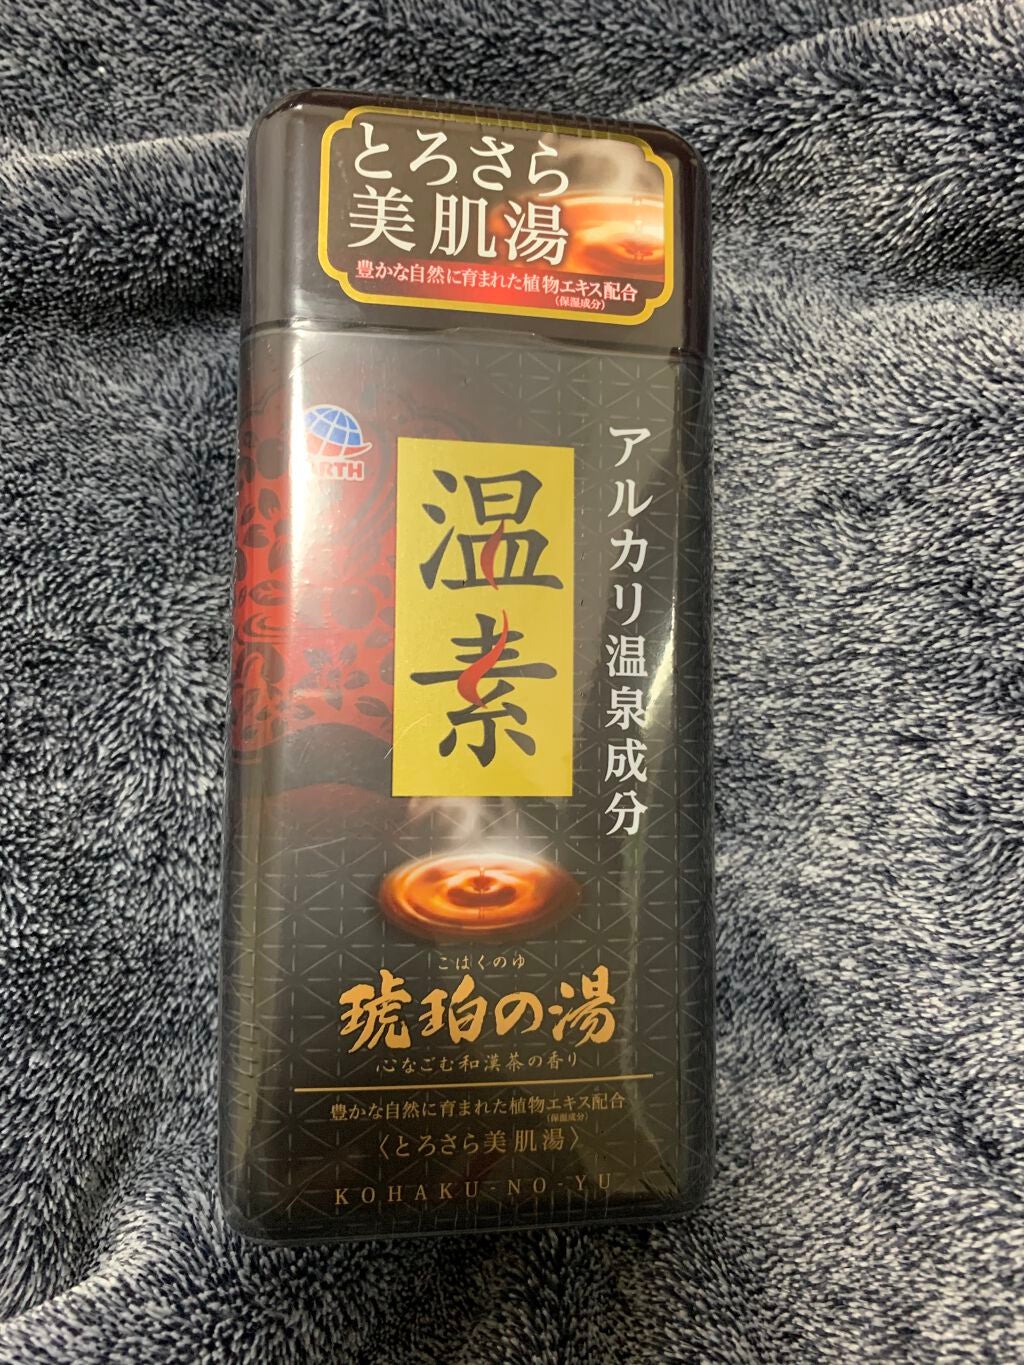 とろさら
美肌湯
豊かな自然に育まれた植物エキス配合
(保湿成分)
EARTH
温素
アルカリ温泉成分
こはくのゆ
琥珀の湯
心なごむ和漢茶の香り
豊かな自然に育まれた植物エキス配合
(保湿成分)
〈とろさら美肌湯〉
KOHAKU-NO-YU